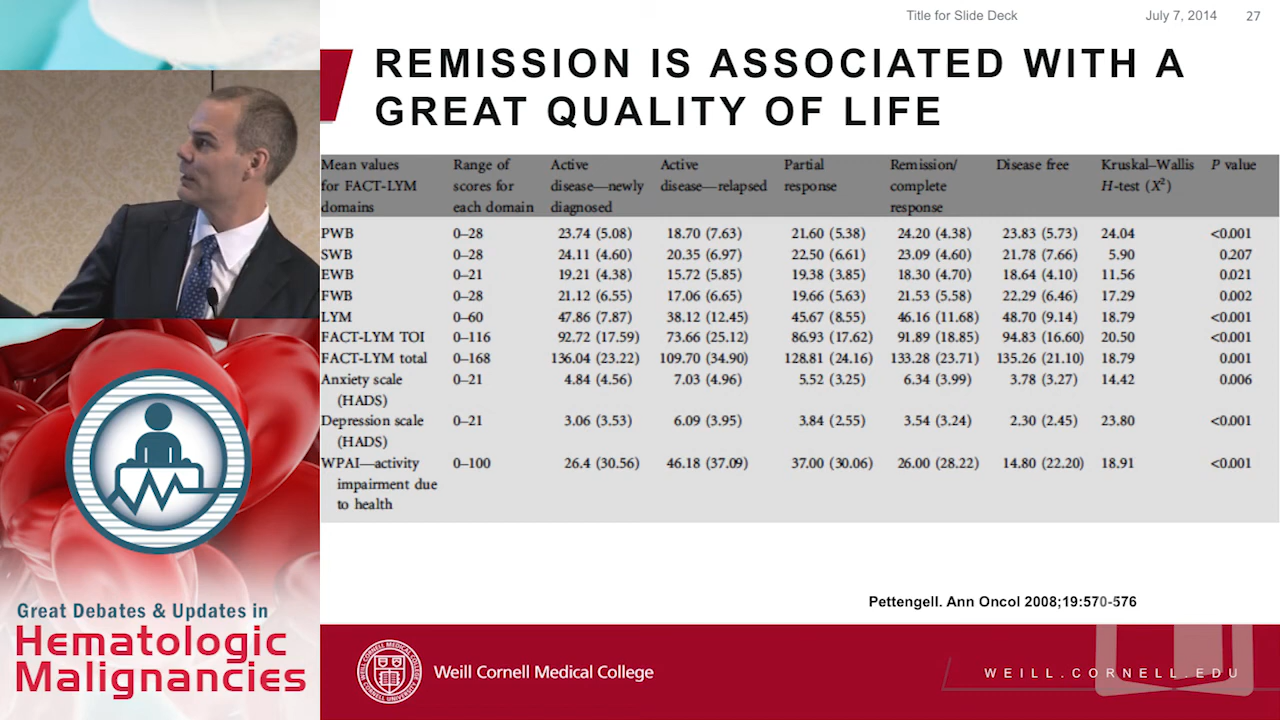 Title for Slide Deck July 7, 2014 27
REMISSION IS ASSOCIATED WITH A
GREAT QUALITY OF LIFE
Mean values for FACT-LYM domains Range of scores for each domain Active disease—newly diagnosed Active disease—relapsed Partial response Remission/ complete response Disease free Kruskal–Wallis H-test (X²) P value
PWB 0–28 23.74 (5.08) 18.70 (7.63) 21.60 (5.38) 24.20 (4.38) 23.83 (5.73) 24.04 <0.001
SWB 0–28 24.11 (4.60) 20.35 (6.97) 22.50 (6.61) 23.09 (4.60) 21.78 (7.66) 5.90 0.207
EWB 0–21 19.21 (4.38) 15.72 (5.85) 19.38 (3.85) 18.30 (4.70) 18.64 (4.10) 11.56 0.021
FWB 0–28 21.12 (6.55) 17.06 (6.65) 19.66 (5.63) 21.53 (5.58) 22.29 (6.46) 17.29 0.002
LYM 0–60 47.86 (7.87) 38.12 (12.45) 45.67 (8.55) 46.16 (11.68) 48.70 (9.14) 18.79 <0.001
FACT-LYM TOI 0–116 92.72 (17.59) 73.66 (25.12) 86.93 (17.62) 91.89 (18.85) 94.83 (16.60) 20.50 <0.001
FACT-LYM total 0–168 136.04 (23.22) 109.70 (34.90) 128.81 (24.16) 133.28 (23.71) 135.26 (21.10) 18.79 0.001
Anxiety scale 0–21 4.84 (4.56) 7.03 (4.96) 5.52 (3.25) 6.34 (3.99) 3.78 (3.27) 14.42 0.006
(HADS)
Depression scale 0–21 3.06 (3.53) 6.09 (3.95) 3.84 (2.55) 3.54 (3.24) 2.30 (2.45) 23.80 <0.001
(HADS)
WPAI—activity 0–100 26.4 (30.56) 46.18 (37.09) 37.00 (30.06) 26.00 (28.22) 14.80 (22.20) 18.91 <0.001
impairment due
to health
Pettengell. Ann Oncol 2008;19:570-576
Great Debates & Updates in
Hematologic
Malignancies
Weill Cornell Medical College
WEILL.CORNELL.EDU